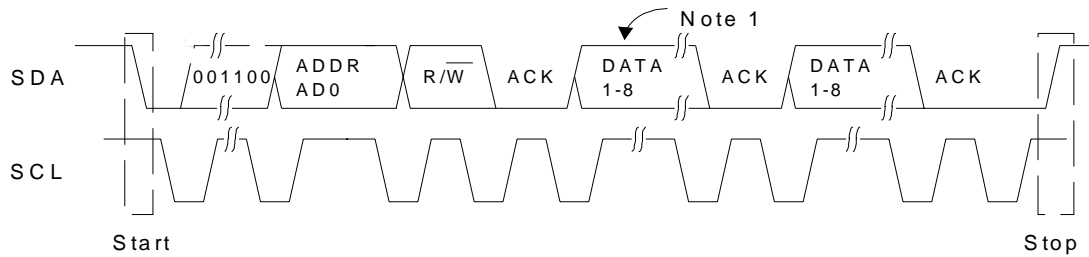 Note 1
SDA
001100
ADDR
AD0
R/W
ACK
DATA
1-8
ACK
DATA
1-8
ACK
SCL
Start
Stop